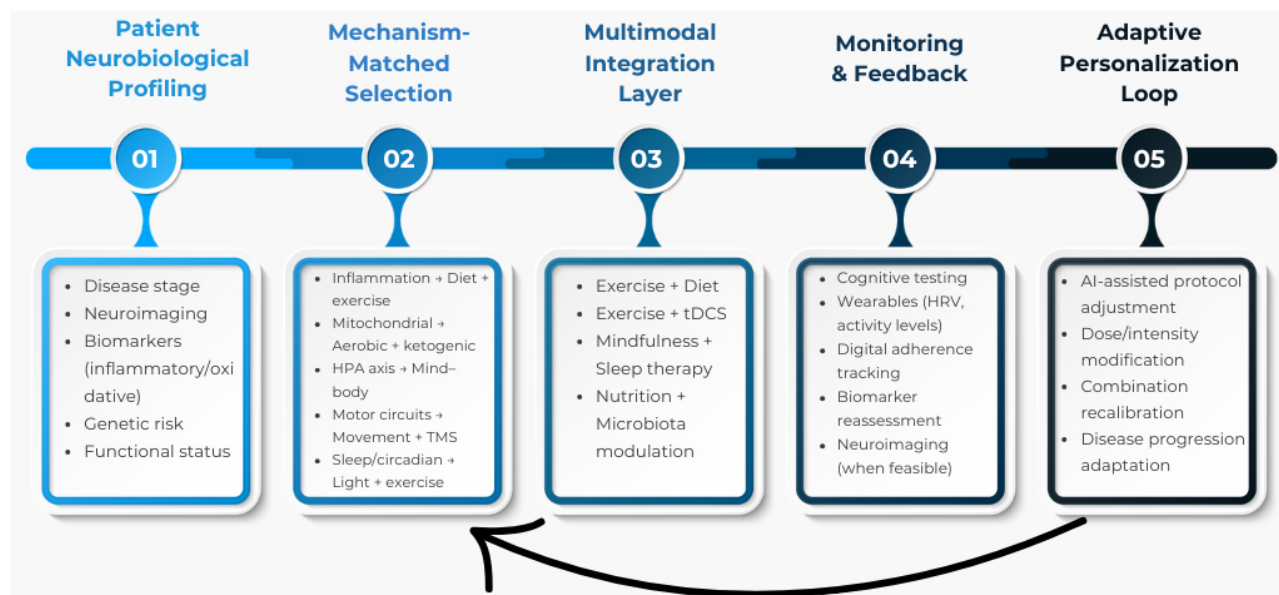 Patient
Neurobiological
Profiling
Mechanism-
Matched
Selection
Multimodal
Integration
Layer
Monitoring
& Feedback
Adaptive
Personalization
Loop
01
02
03
04
05
• Disease stage
• Neuroimaging
• Biomarkers
(inflammatory/oxi
dative)
• Genetic risk
• Functional status
• Inflammation → Diet +
exercise
• Mitochondrial →
Aerobic + ketogenic
• HPA axis → Mind–
body
• Motor circuits →
Movement + TMS
• Sleep/circadian →
Light + exercise
• Exercise + Diet
• Exercise + tDCS
• Mindfulness +
Sleep therapy
• Nutrition +
Microbiota
modulation
• Cognitive testing
• Wearables (HRV,
activity levels)
• Digital adherence
tracking
• Biomarker
reassessment
• Neuroimaging
(when feasible)
• AI-assisted protocol
adjustment
• Dose/intensity
modification
• Combination
recalibration
• Disease progression
adaptation